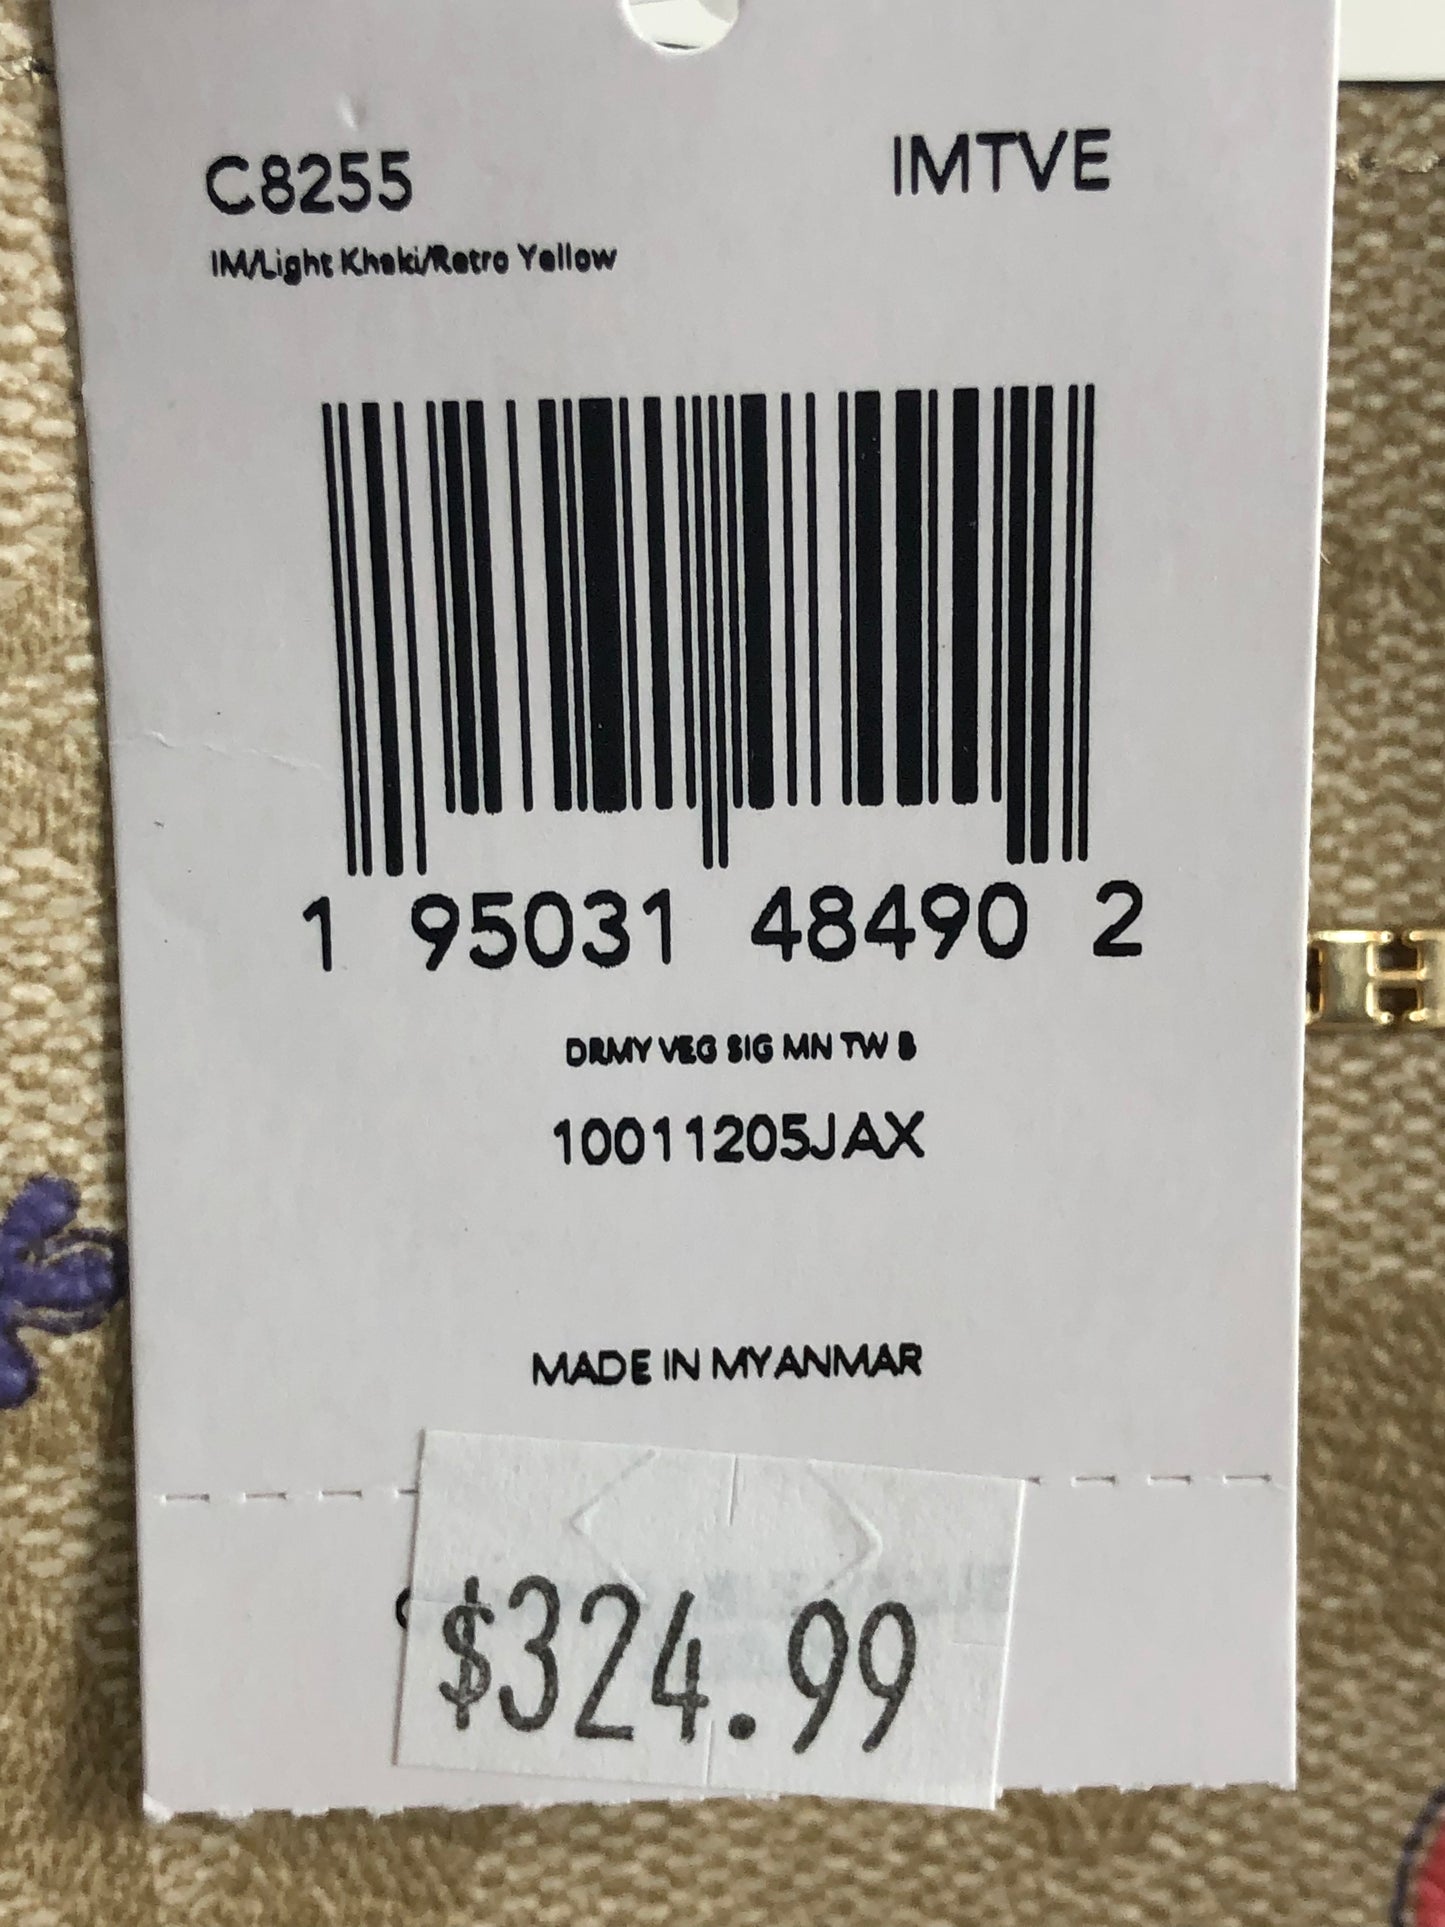 C8255 IMTVE
IM/Light Khaki/Retro Yellow
1 95031 48490 2
DRMY VEG SIG MN TW B
10011205JAX
MADE IN MYANMAR
$324.99